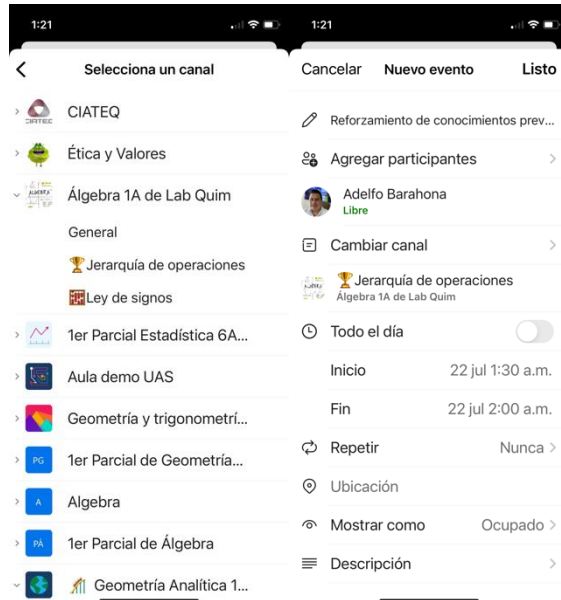 1:21
Selecciona un canal
CIATEQ
CIATEQ
Ética y Valores
ALGEBRA
Álgebra 1A de Lab Quim
General
Jerarquía de operaciones
Ley de signos
1er Parcial Estadística 6A...
Aula demo UAS
Geometría y trigonometrí...
PG
1er Parcial de Geometría...
A
Algebra
PÁ
1er Parcial de Álgebra
Geometría Analítica 1...
1:21
Cancelar Nuevo evento Listo
Reforzamiento de conocimientos prev...
Agregar participantes
Adelfo Barahona
Libre
Cambiar canal
Jerarquía de operaciones
Álgebra 1A de Lab Quim
Todo el día
Inicio 22 jul 1:30 a.m.
Fin 22 jul 2:00 a.m.
Repetir Nunca
Ubicación
Mostrar como Ocupado
Descripción